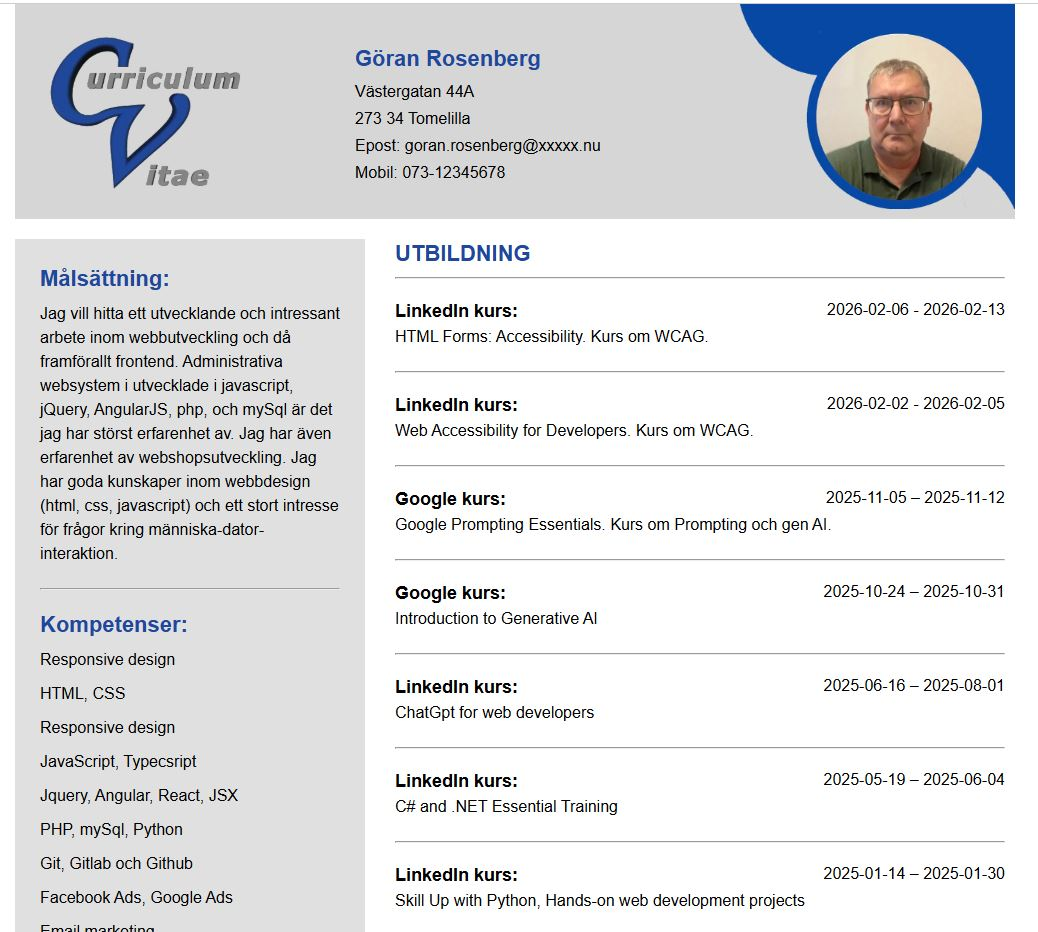 Curriculum
Vitae
Göran Rosenberg
Västergatan 44A
273 34 Tomelilla
Epost: goran.rosenberg@xxxxx.nu
Mobil: 073-12345678
Målsättning:
Jag vill hitta ett utvecklande och intressant
arbete inom webbutveckling och då
framförallt frontend. Administrativa
websystem i utvecklade i javascript,
jQuery, AngularJS, php, och mySql är det
jag har störst erfarenhet av. Jag har även
erfarenhet av webshopsutveckling. Jag
har goda kunskaper inom webbdesign
(html, css, javascript) och ett stort intresse
för frågor kring människa-dator-
interaktion.
Kompetenser:
Responsive design
HTML, CSS
Responsive design
JavaScript, Typecsript
Jquery, Angular, React, JSX
PHP, mySql, Python
Git, Gitlab och Github
Facebook Ads, Google Ads
Email marketing
UTBILDNING
LinkedIn kurs: 2026-02-06 - 2026-02-13
HTML Forms: Accessibility. Kurs om WCAG.
LinkedIn kurs: 2026-02-02 - 2026-02-05
Web Accessibility for Developers. Kurs om WCAG.
Google kurs: 2025-11-05 – 2025-11-12
Google Prompting Essentials. Kurs om Prompting och gen AI.
Google kurs: 2025-10-24 – 2025-10-31
Introduction to Generative AI
LinkedIn kurs: 2025-06-16 – 2025-08-01
ChatGpt for web developers
LinkedIn kurs: 2025-05-19 – 2025-06-04
C# and .NET Essential Training
LinkedIn kurs: 2025-01-14 – 2025-01-30
Skill Up with Python, Hands-on web development projects